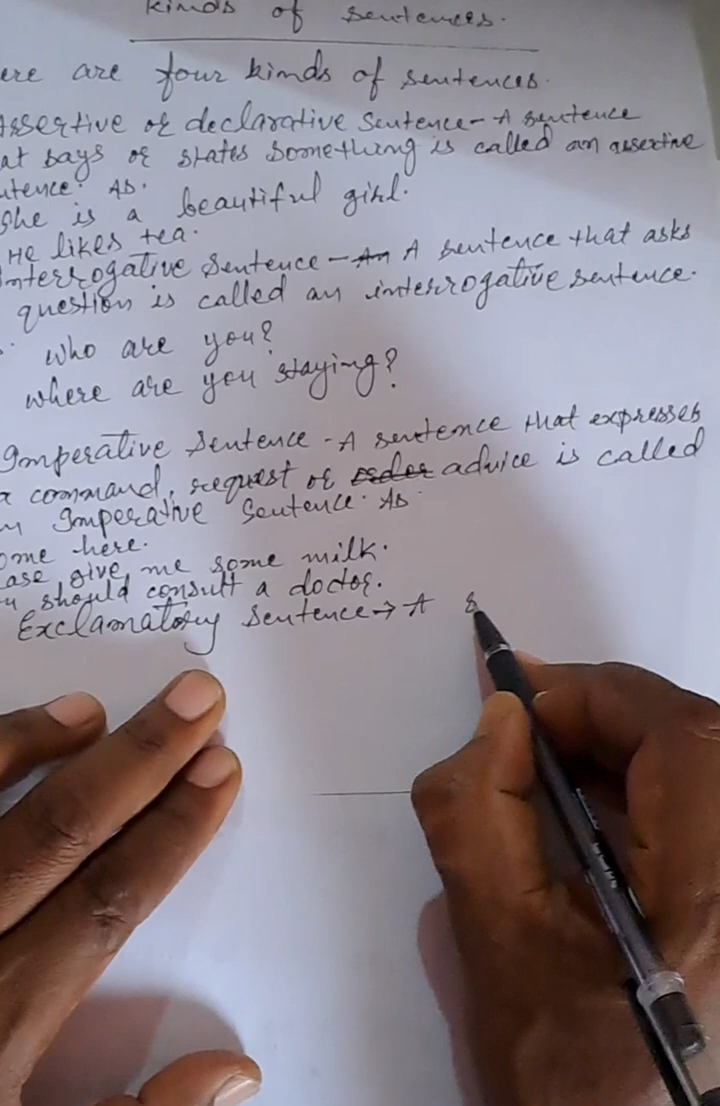 kinds of sentences.
ere are four kinds of sentences.
Assertive or declarative sentence - A sentence
at says or states something is called an assertive
ntence. As.
She is a beautiful girl.
He likes tea.
Interrogative sentence - An A sentence that asks
question is called an interrogative sentence.
who are you?
where are you staying?
Imperative sentence - A sentence that expresses
a command, request or order advice is called
n Imperative sentence. As
ome here.
ase give me some milk.
u should consult a doctor.
Exclamatory sentence → A s